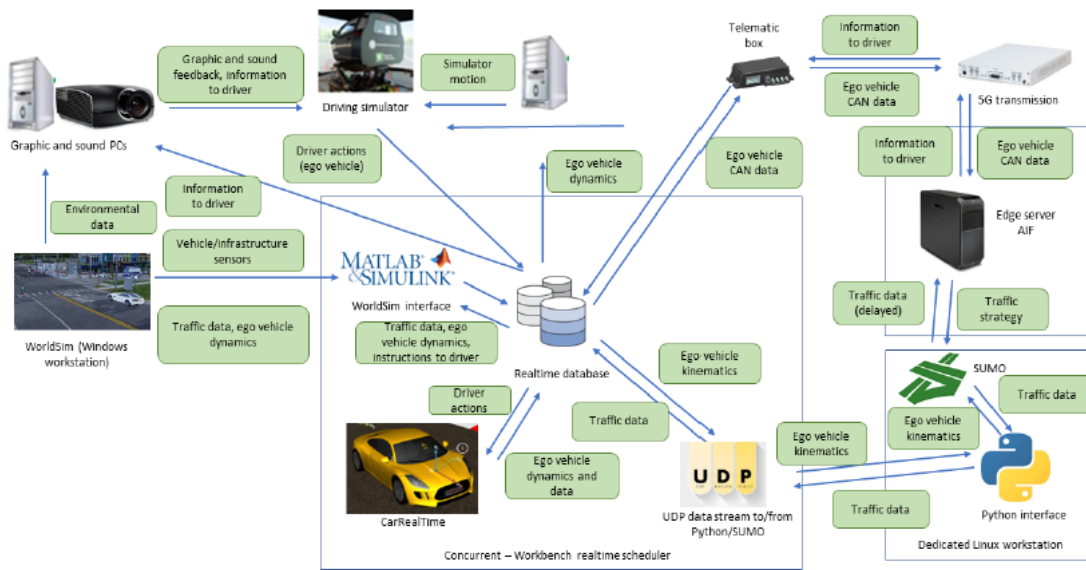 Graphic and sound
feedback, information
to driver
Driving simulator
Simulator
motion
Telematic
box
Information
to driver
Ego vehicle
CAN data
5G transmission
Graphic and sound PCs
Driver actions
(ego vehicle)
Ego vehicle
dynamics
Ego vehicle
CAN data
Information
to driver
Ego vehicle
CAN data
Environmental
data
Information
to driver
Edge server
AIF
Vehicle/infrastructure
sensors
MATLAB
&SIMULINK
WorldSim interface
Traffic data, ego vehicle
dynamics
WorldSim (Windows
workstation)
Traffic data, ego
vehicle dynamics,
instructions to driver
Realtime database
Ego vehicle
kinematics
Traffic data
(delayed)
Traffic
strategy
Driver
actions
Traffic data
SUMO
Traffic data
Ego vehicle
kinematics
Ego vehicle
kinematics
Ego vehicle
dynamics and
data
CarRealTime
UDP
UDP data stream to/from
Python/SUMO
Traffic data
Python interface
Concurrent – Workbench realtime scheduler
Dedicated Linux workstation